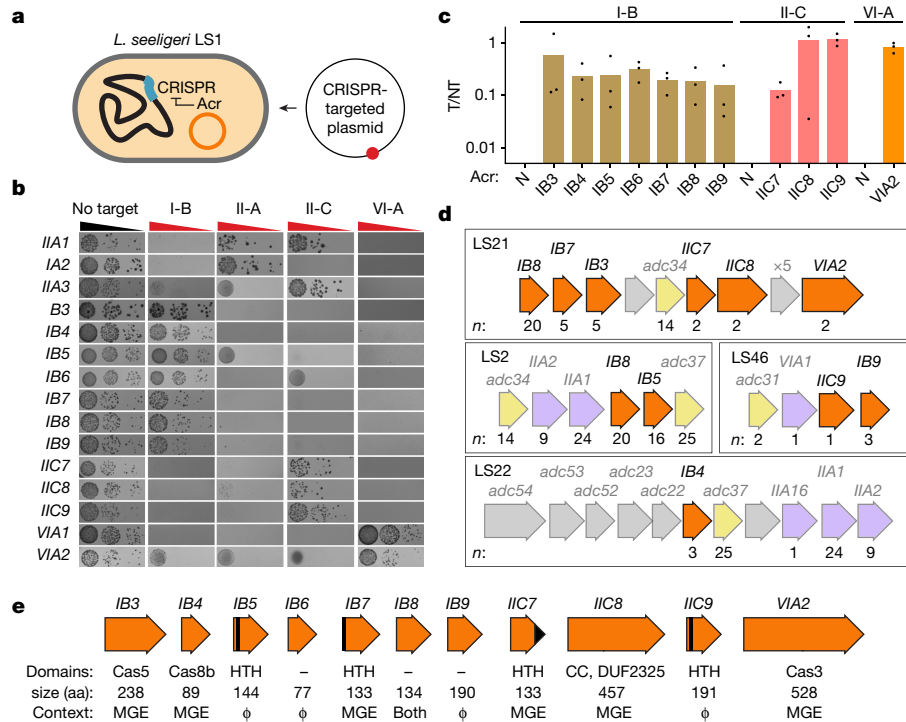 a
L. seeligeri LS1
CRISPR
Acr
CRISPR-
targeted
plasmid
b
No target I-B II-A II-C VI-A
IIA1
IA2
IIA3
B3
IB4
IB5
IB6
IB7
IB8
IB9
IIC7
IIC8
IIC9
VIA1
VIA2
c
I-B II-C VI-A
T/NT
1
0.1
0.01
Acr: N IB3 IB4 IB5 IB6 IB7 IB8 IB9 N IIC7 IIC8 IIC9 N VIA2
d
LS21
IB8 IB7 IB3 adc34 IIC7 IIC8 ×5 VIA2
n: 20 5 5 14 2 2 2
LS2
adc34 IIA2 IIA1 IB8 IB5 adc37
n: 14 9 24 20 16 25
LS46
adc31 VIA1 IIC9 IB9
n: 2 1 1 3
LS22
adc54 adc53 adc52 adc23 adc22 IB4 adc37 IIA16 IIA1 IIA2
n: 3 25 1 24 9
e
IB3 IB4 IB5 IB6 IB7 IB8 IB9 IIC7 IIC8 IIC9 VIA2
Domains: Cas5 Cas8b HTH – HTH – – HTH CC, DUF2325 HTH Cas3
size (aa): 238 89 144 77 133 134 190 133 457 191 528
Context: MGE MGE ϕ ϕ MGE Both ϕ MGE MGE ϕ MGE